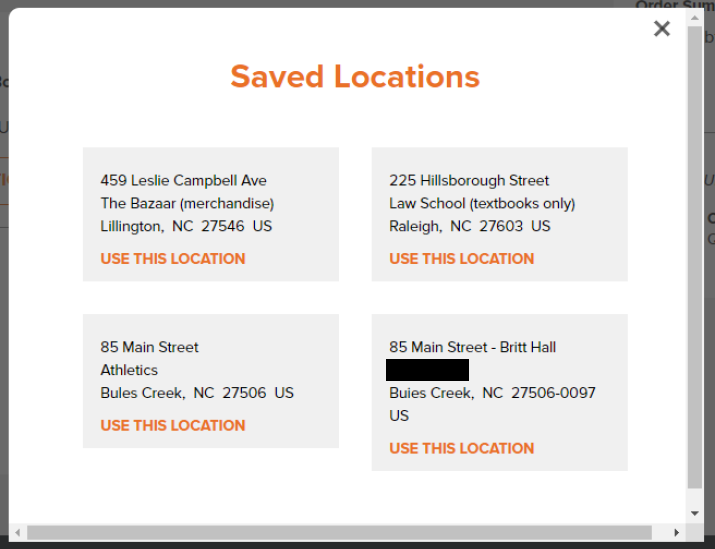 Order Sum
Saved Locations
459 Leslie Campbell Ave
The Bazaar (merchandise)
Lillington, NC 27546 US
USE THIS LOCATION
225 Hillsborough Street
Law School (textbooks only)
Raleigh, NC 27603 US
USE THIS LOCATION
85 Main Street
Athletics
Bules Creek, NC 27506 US
USE THIS LOCATION
85 Main Street - Britt Hall
Buies Creek, NC 27506-0097
US
USE THIS LOCATION